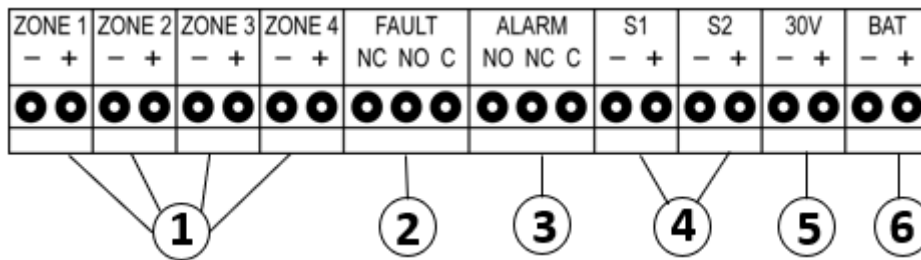 ZONE 1 ZONE 2 ZONE 3 ZONE 4 FAULT ALARM S1 S2 30V BAT
− + − + − + − + NC NO C NO NC C − + − + − + − +
1 2 3 4 5 6